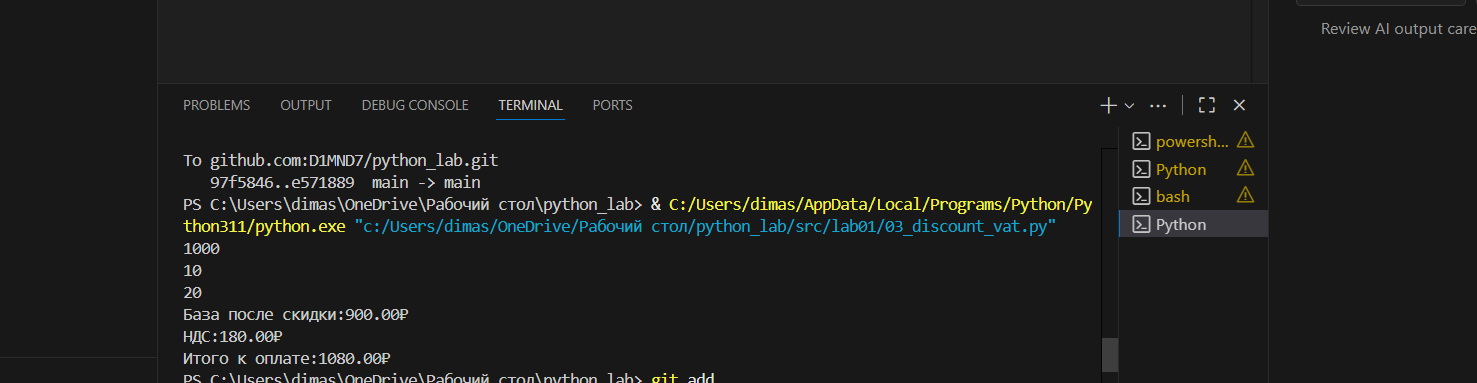 Review AI output care
PROBLEMS OUTPUT DEBUG CONSOLE TERMINAL PORTS
powersh...
Python
bash
Python
To github.com:D1MND7/python_lab.git
97f5846..e571889 main -> main
PS C:\Users\dimas\OneDrive\Рабочий стол\python_lab> & C:/Users/dimas/AppData/Local/Programs/Python/Py
thon311/python.exe "c:/Users/dimas/OneDrive/Рабочий стол/python_lab/src/lab01/03_discount_vat.py"
1000
10
20
База после скидки:900.00₽
НДС:180.00₽
Итого к оплате:1080.00₽
PS C:\Users\dimas\OneDrive\Рабочий стол\python_lab> git add